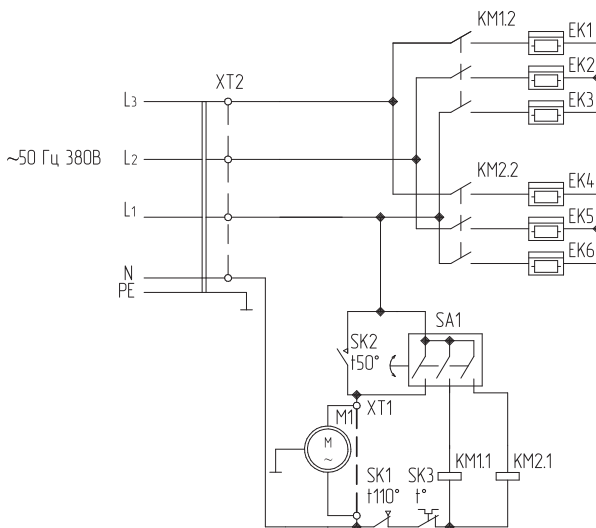 KM1.2
EK1
XT2
EK2
L3
EK3
~50 Гц 380В
L2
KM2.2
EK4
L1
EK5
EK6
N
PE
SA1
SK2
t50°
M1
XT1
M
~
SK1
t110°
SK3
t°
KM1.1
KM2.1